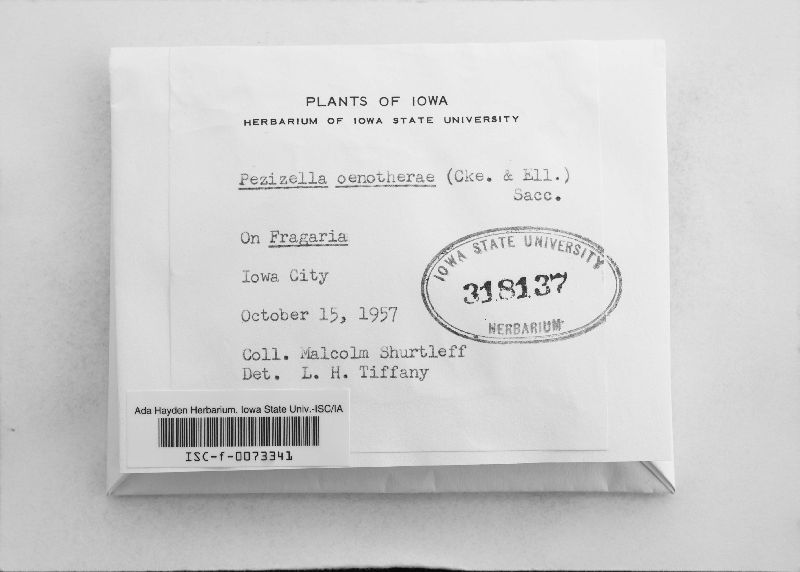 PLANTS OF IOWA
HERBARIUM OF IOWA STATE UNIVERSITY
Pezizella oenotherae (Cke. & Ell.)
Sacc.
On Fragaria
Iowa City
October 15, 1957
Coll. Malcolm Shurtleff
Det. L. H. Tiffany
IOWA STATE UNIVERSITY
318137
HERBARIUM
Ada Hayden Herbarium. Iowa State Univ.-ISC/IA
ISC-f-0073341